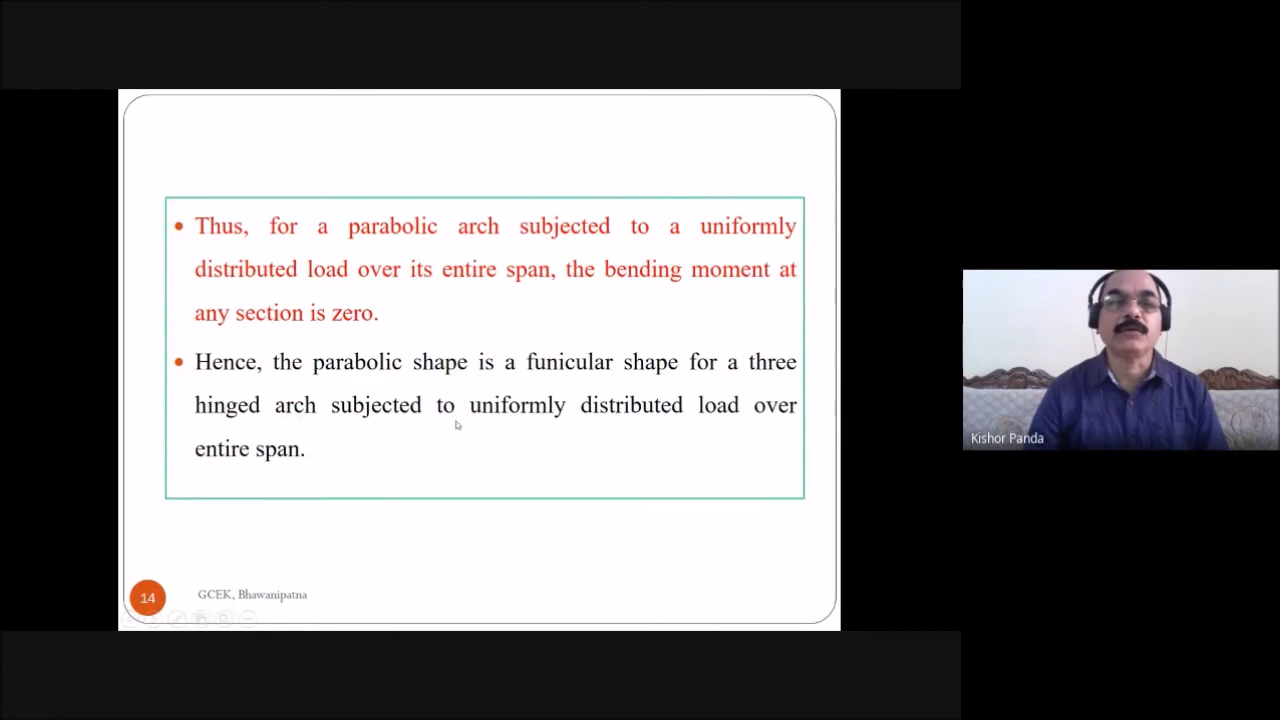 • Thus, for a parabolic arch subjected to a uniformly
distributed load over its entire span, the bending moment at
any section is zero.
• Hence, the parabolic shape is a funicular shape for a three
hinged arch subjected to uniformly distributed load over
entire span.
14
GCEK, Bhawanipatna
Kishor Panda